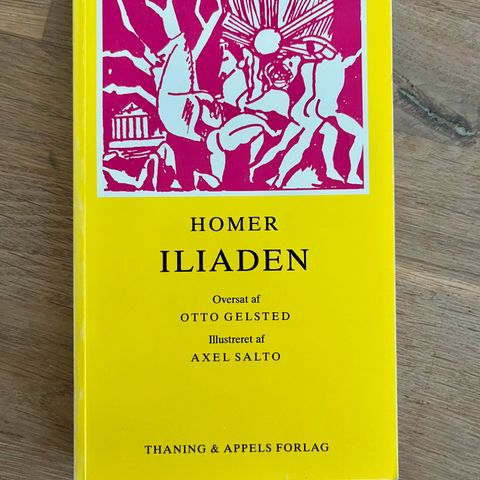 HOMER
ILIADEN
Oversat af
OTTO GELSTED
Illustreret af
AXEL SALTO
THANING & APPELS FORLAG